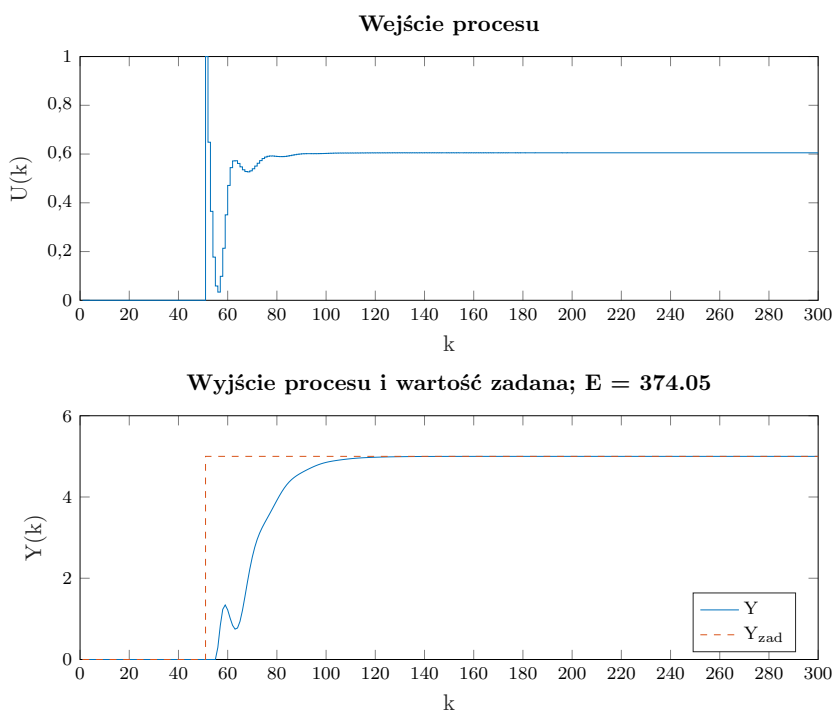 Wejście procesu
1
0,8
0,6
0,4
0,2
0
U(k)
0 20 40 60 80 100 120 140 160 180 200 220 240 260 280 300
k
Wyjście procesu i wartość zadana; E = 374.05
6
4
2
0
Y(k)
Y
Yzad
0 20 40 60 80 100 120 140 160 180 200 220 240 260 280 300
k